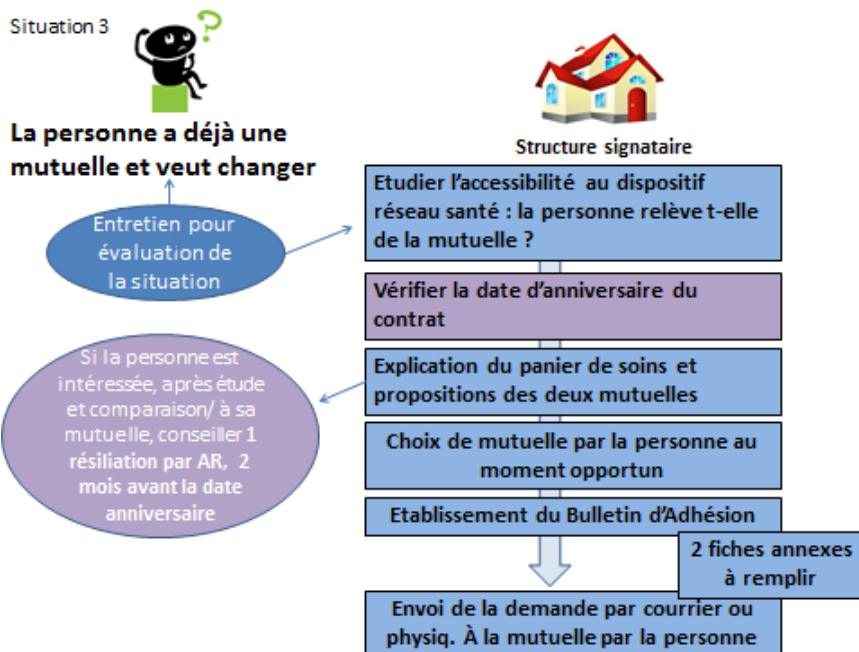 Situation 3
?
La personne a déjà une
mutuelle et veut changer
Entretien pour
évaluation de
la situation
Si la personne est
intéressée, après étude
et comparaison/ à sa
mutuelle, conseiller 1
résiliation par AR, 2
mois avant la date
anniversaire
Structure signataire
Etudier l'accessibilité au dispositif
réseau santé : la personne relève t-elle
de la mutuelle ?
Vérifier la date d'anniversaire du
contrat
Explication du panier de soins et
propositions des deux mutuelles
Choix de mutuelle par la personne au
moment opportun
Etablissement du Bulletin d'Adhésion
2 fiches annexes
à remplir
Envoi de la demande par courrier ou
physiq. À la mutuelle par la personne